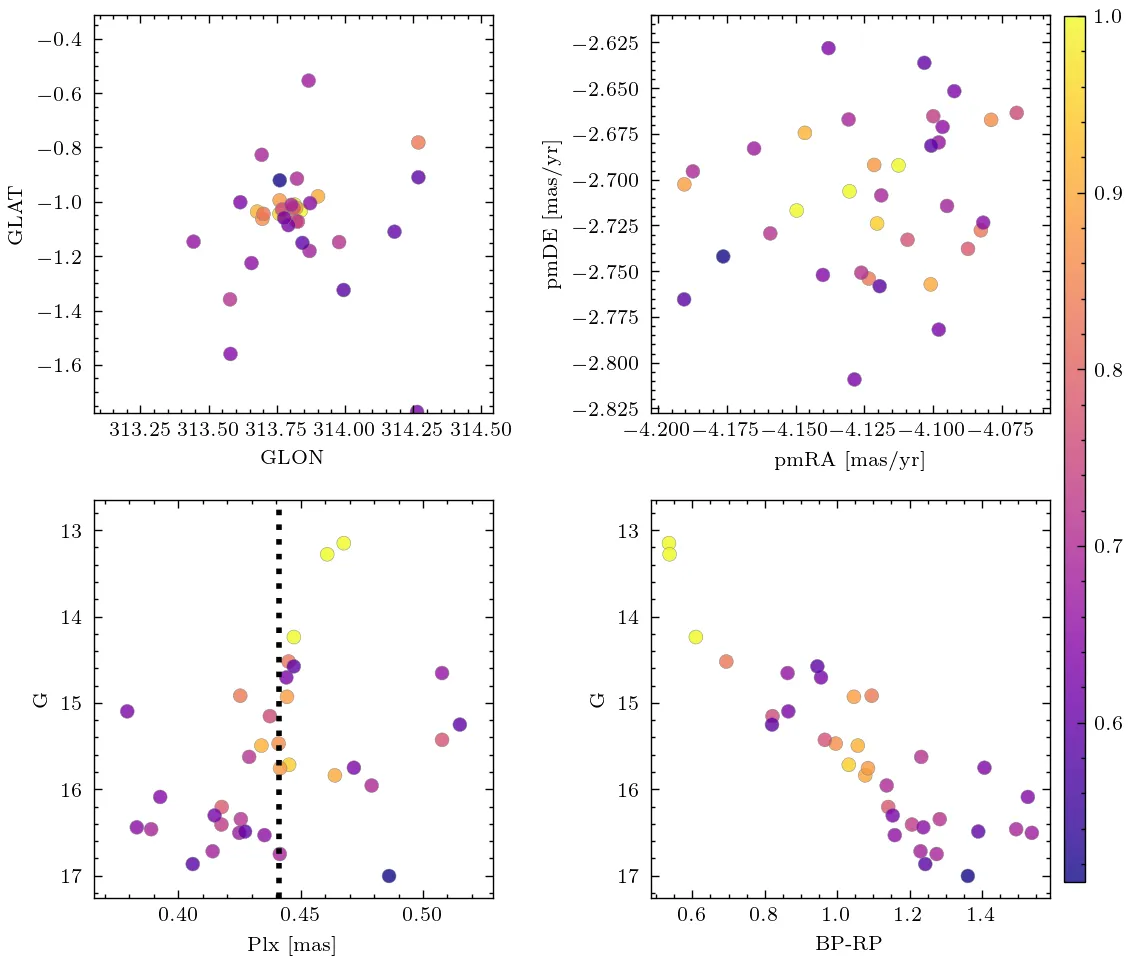 −0.4
−0.6
−0.8
−1.0
−1.2
−1.4
−1.6
GLAT
313.25 313.50 313.75 314.00 314.25 314.50
GLON
−2.625
−2.650
−2.675
−2.700
−2.725
−2.750
−2.775
−2.800
−2.825
pmDE [mas/yr]
−4.200 −4.175 −4.150 −4.125 −4.100 −4.075
pmRA [mas/yr]
1.0
0.9
0.8
0.7
0.6
13
14
15
16
17
G
0.40 0.45 0.50
Plx [mas]
13
14
15
16
17
G
0.6 0.8 1.0 1.2 1.4
BP-RP